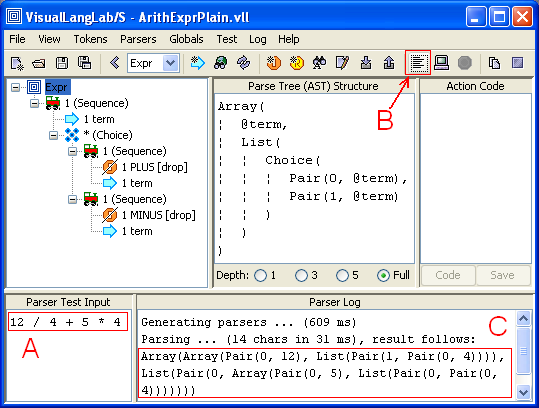 VisualLangLab/S - ArithExprPlain.vll
File View Tokens Parsers Globals Test Log Help
Expr
B
Expr
1 (Sequence)
1 term
* (Choice)
1 (Sequence)
1 PLUS [drop]
1 term
1 (Sequence)
1 MINUS [drop]
1 term
Parse Tree (AST) Structure
Array(
¦ @term,
¦ List(
¦ ¦ Choice(
¦ ¦ ¦ Pair(0, @term),
¦ ¦ ¦ Pair(1, @term)
¦ ¦ )
¦ )
)
Depth: 1 3 5 Full
Action Code
Code Save
Parser Test Input
12 / 4 + 5 * 4
A
Parser Log
Generating parsers ... (609 ms)
Parsing ... (14 chars in 31 ms), result follows:
Array(Array(Pair(0, 12), List(Pair(1, Pair(0, 4)))),
List(Pair(0, Array(Pair(0, 5), List(Pair(0, Pair(0,
4)))))))
C